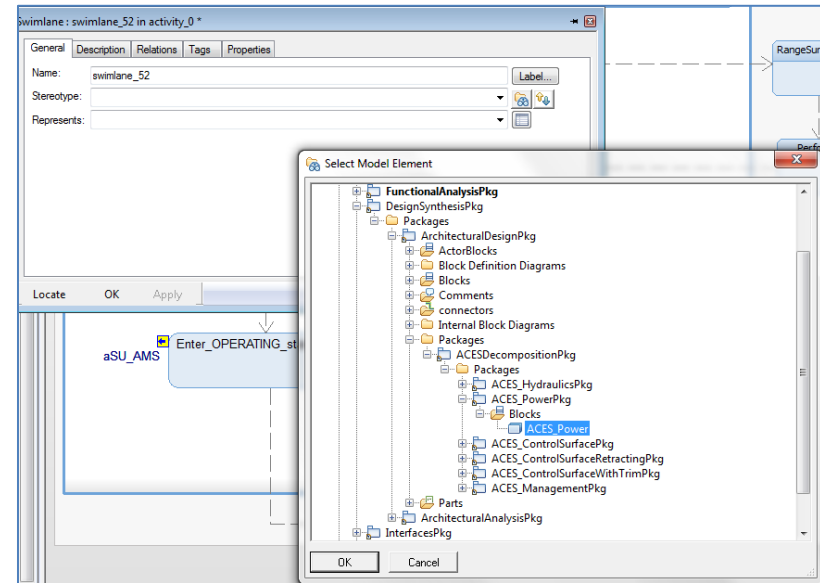 Swimlane : swimlane_52 in activity_0 *
General Description Relations Tags Properties
Name: swimlane_52 Label...
Stereotype:
Represents:
Locate OK Apply
RangeSur
Perfo
Select Model Element
FunctionalAnalysisPkg
DesignSynthesisPkg
Packages
ArchitecturalDesignPkg
ActorBlocks
Block Definition Diagrams
Blocks
Comments
connectors
Internal Block Diagrams
Packages
ACESDecompositionPkg
Packages
ACES_HydraulicsPkg
ACES_PowerPkg
Blocks
ACES_Power
ACES_ControlSurfacePkg
ACES_ControlSurfaceRetractingPkg
ACES_ControlSurfaceWithTrimPkg
ACES_ManagementPkg
Parts
ArchitecturalAnalysisPkg
InterfacesPkg
OK Cancel
Enter_OPERATING_st
aSU_AMS